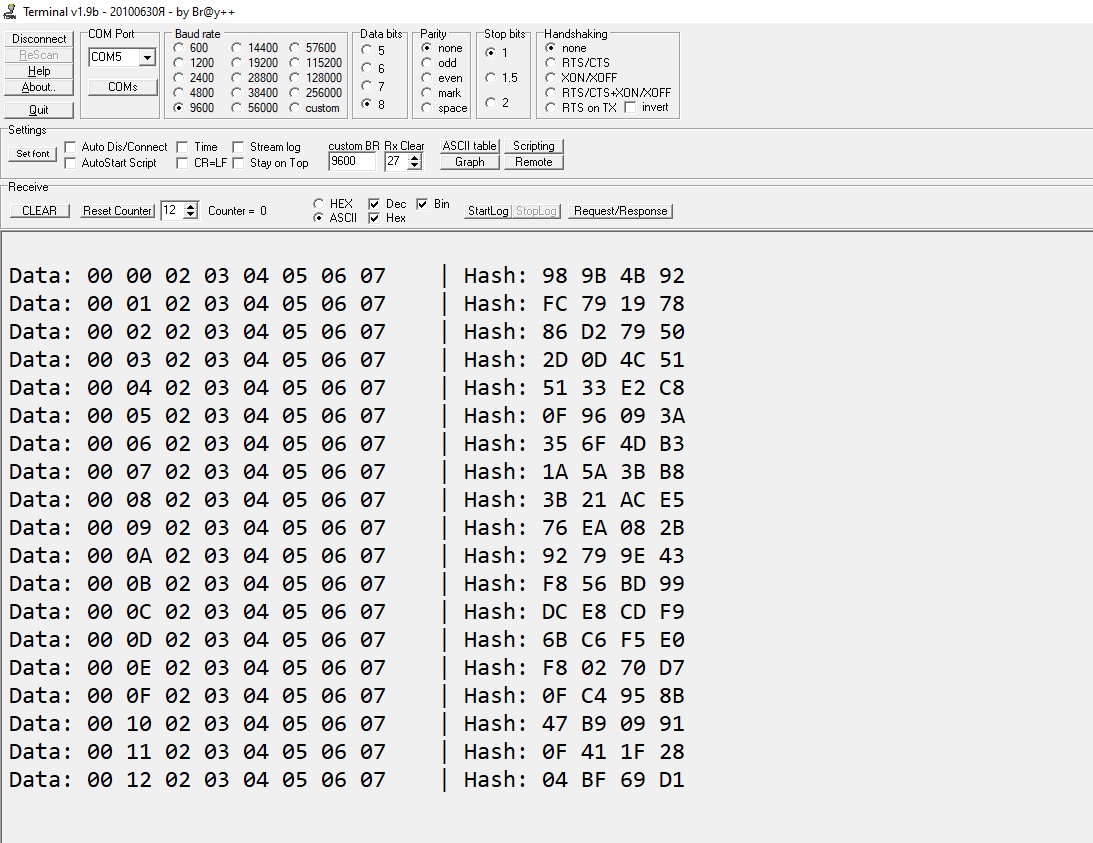 Terminal v1.9b - 20100630Я - by Br@y++
Disconnect
ReScan
Help
About..
Quit
COM Port
COM5
COMs
Baud rate
600 14400 57600
1200 19200 115200
2400 28800 128000
4800 38400 256000
9600 56000 custom
Data bits
5
6
7
8
Parity
none
odd
even
mark
space
Stop bits
1
1.5
2
Handshaking
none
RTS/CTS
XON/XOFF
RTS/CTS+XON/XOFF
RTS on TX invert
Settings
Set font
Auto Dis/Connect Time Stream log
AutoStart Script CR=LF Stay on Top
custom BR Rx Clear
9600 27
ASCII table Scripting
Graph Remote
Receive
CLEAR Reset Counter 12 Counter = 0
HEX Dec Bin
ASCII Hex
StartLog StopLog Request/Response
Data: 00 00 02 03 04 05 06 07 | Hash: 98 9B 4B 92
Data: 00 01 02 03 04 05 06 07 | Hash: FC 79 19 78
Data: 00 02 02 03 04 05 06 07 | Hash: 86 D2 79 50
Data: 00 03 02 03 04 05 06 07 | Hash: 2D 0D 4C 51
Data: 00 04 02 03 04 05 06 07 | Hash: 51 33 E2 C8
Data: 00 05 02 03 04 05 06 07 | Hash: 0F 96 09 3A
Data: 00 06 02 03 04 05 06 07 | Hash: 35 6F 4D B3
Data: 00 07 02 03 04 05 06 07 | Hash: 1A 5A 3B B8
Data: 00 08 02 03 04 05 06 07 | Hash: 3B 21 AC E5
Data: 00 09 02 03 04 05 06 07 | Hash: 76 EA 08 2B
Data: 00 0A 02 03 04 05 06 07 | Hash: 92 79 9E 43
Data: 00 0B 02 03 04 05 06 07 | Hash: F8 56 BD 99
Data: 00 0C 02 03 04 05 06 07 | Hash: DC E8 CD F9
Data: 00 0D 02 03 04 05 06 07 | Hash: 6B C6 F5 E0
Data: 00 0E 02 03 04 05 06 07 | Hash: F8 02 70 D7
Data: 00 0F 02 03 04 05 06 07 | Hash: 0F C4 95 8B
Data: 00 10 02 03 04 05 06 07 | Hash: 47 B9 09 91
Data: 00 11 02 03 04 05 06 07 | Hash: 0F 41 1F 28
Data: 00 12 02 03 04 05 06 07 | Hash: 04 BF 69 D1